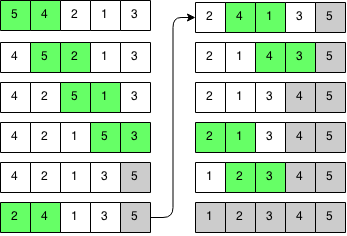 5 4 2 1 3
4 5 2 1 3
4 2 5 1 3
4 2 1 5 3
4 2 1 3 5
2 4 1 3 5
2 4 1 3 5
2 1 4 3 5
2 1 3 4 5
2 1 3 4 5
1 2 3 4 5
1 2 3 4 5